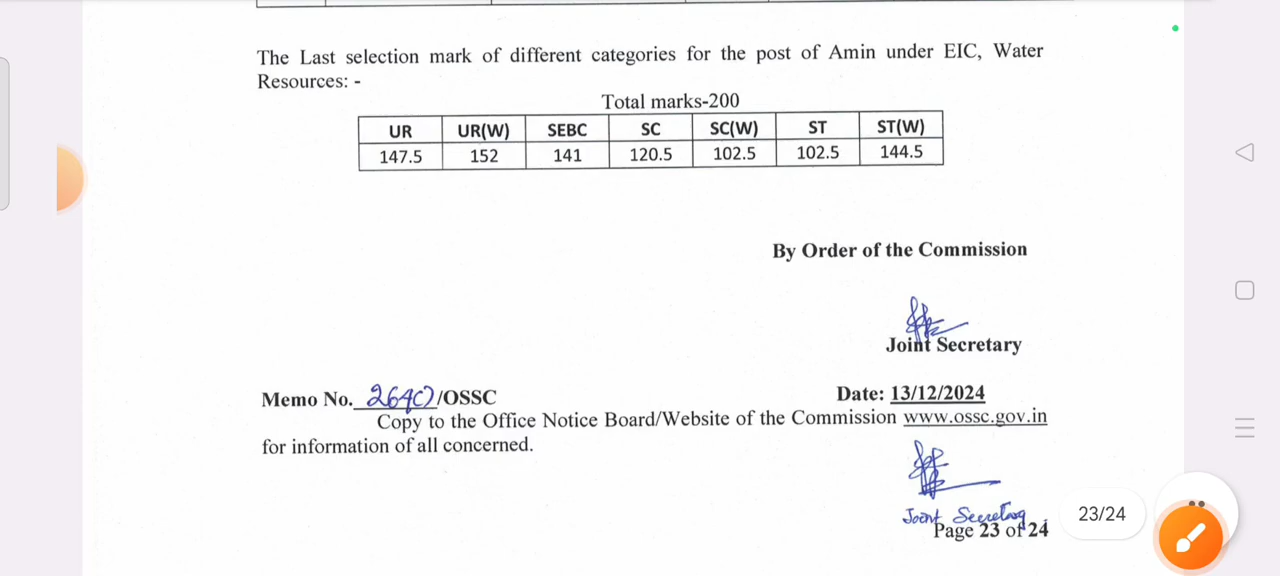 The Last selection mark of different categories for the post of Amin under EIC, Water
Resources: -
Total marks-200
UR UR(W) SEBC SC SC(W) ST ST(W)
147.5 152 141 120.5 102.5 102.5 144.5
By Order of the Commission
Joint Secretary
Memo No. /OSSC Date: 13/12/2024
Copy to the Office Notice Board/Website of the Commission www.ossc.gov.in
for information of all concerned.
Joint Secretary
Page 23 of 24
23/24